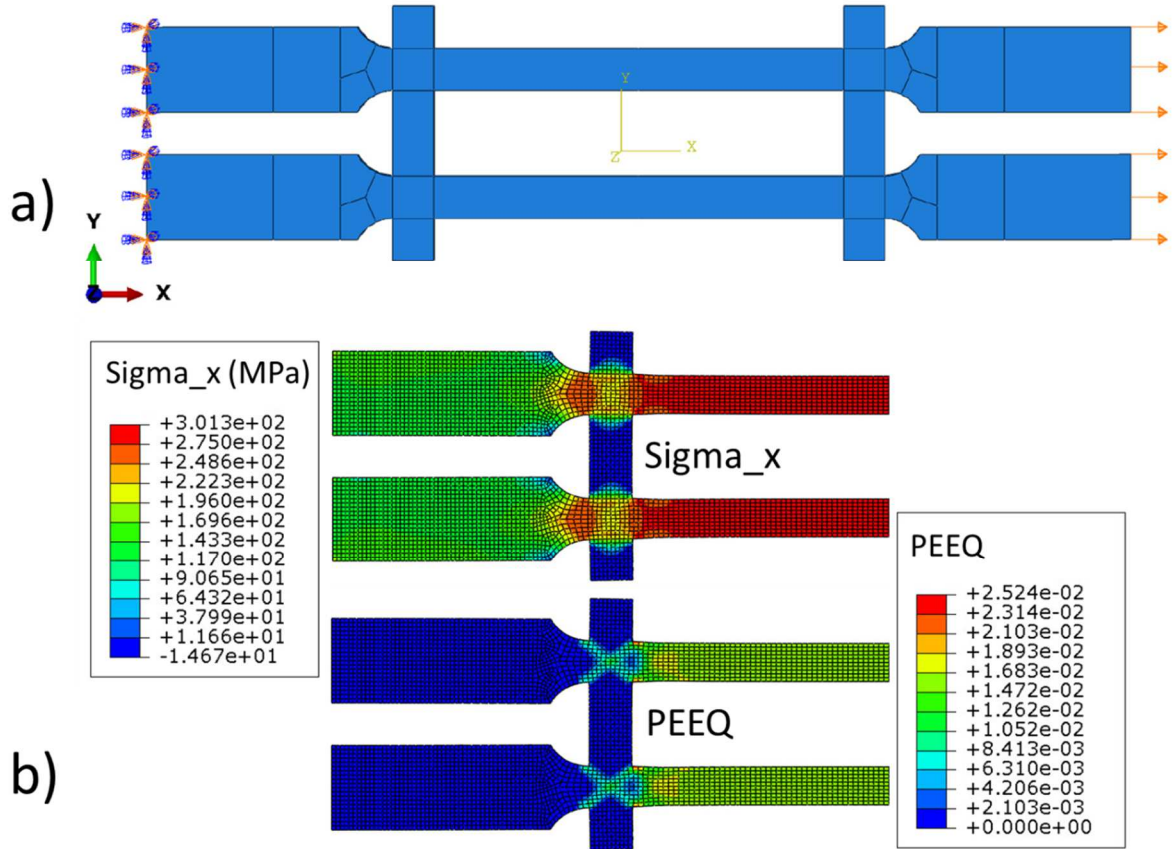 a)
Y
X
Z
Y
X
Z
Sigma_x (MPa)
+3.013e+02
+2.750e+02
+2.486e+02
+2.223e+02
+1.960e+02
+1.696e+02
+1.433e+02
+1.170e+02
+9.065e+01
+6.432e+01
+3.799e+01
+1.166e+01
-1.467e+01
Sigma_x
PEEQ
+2.524e-02
+2.314e-02
+2.103e-02
+1.893e-02
+1.683e-02
+1.472e-02
+1.262e-02
+1.052e-02
+8.413e-03
+6.310e-03
+4.206e-03
+2.103e-03
+0.000e+00
PEEQ
b)